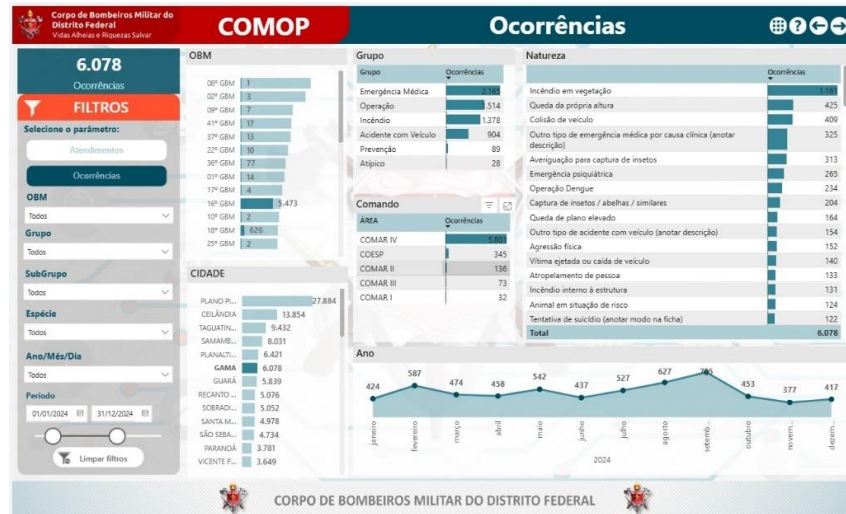 Corpo de Bombeiros Militar do
Distrito Federal
Vidas Alheias e Riquezas Salvar
COMOP
Ocorrências
6.078
Ocorrências
FILTROS
Selecione o parâmetro:
Atendimentos
Ocorrências
OBM
Todos
Grupo
Todos
SubGrupo
Todos
Espécie
Todos
Ano/Mês/Dia
Todos
Período
01/01/2024 31/12/2024
Limpar filtros
OBM
08º GBM 1
02º GBM 3
09º GBM 7
41º GBM 17
37º GBM 13
22º GBM 10
36º GBM 77
01º GBM 14
17º GBM 4
16º GBM 5.473
10º GBM 2
18º GBM 626
25º GBM 2
CIDADE
PLANO PI... 27.884
CEILÂNDIA 13.854
TAGUATIN... 9.432
SAMAMB... 8.031
PLANALTI... 6.421
GAMA 6.078
GUARÁ 5.839
RECANTO ... 5.076
SOBRADI... 5.052
SANTA M... 4.978
SÃO SEBA... 4.734
PARANOÁ 3.781
VICENTE P... 3.649
Grupo
Grupo Ocorrências
Emergência Médica 2.165
Operação 1.514
Incêndio 1.378
Acidente com Veículo 904
Prevenção 89
Atípico 28
Comando
ÁREA Ocorrências
COMAR IV
COESP 345
COMAR II 136
COMAR III 73
COMAR I 32
Natureza
Ocorrências
Incêndio em vegetação 1.161
Queda da própria altura 425
Colisão de veículo 409
Outro tipo de emergência médica por causa clínica (anotar 325
descrição)
Averiguação para captura de insetos 313
Emergência psiquiátrica 265
Operação Dengue 234
Captura de insetos / abelhas / similares 204
Queda de plano elevado 164
Outro tipo de acidente com veículo (anotar descrição) 154
Agressão física 152
Vítima ejetada ou caída de veículo 140
Atropelamento de pessoa 133
Incêndio interno à estrutura 131
Animal em situação de risco 124
Tentativa de suicídio (anotar modo na ficha) 122
Total 6.078
Ano
424 587 474 458 542 437 527 627 453 377 417
janeiro fevereiro março abril maio junho julho agosto setemb... outubro novem... dezem...
2024
CORPO DE BOMBEIROS MILITAR DO DISTRITO FEDERAL